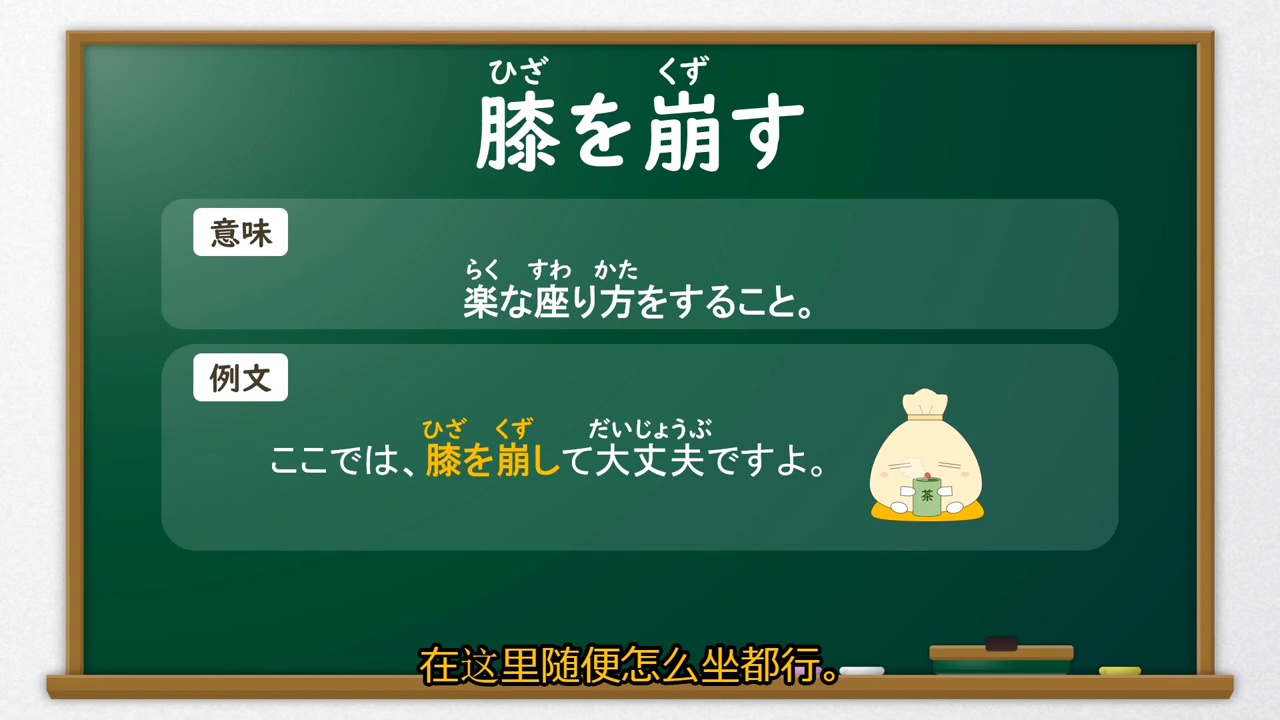 ひざ くず
膝を崩す
意味
らく すわ かた
楽な座り方をすること。
例文
ひざ くず だいじょうぶ
ここでは、膝を崩して大丈夫ですよ。
茶
在这里随便怎么坐都行。